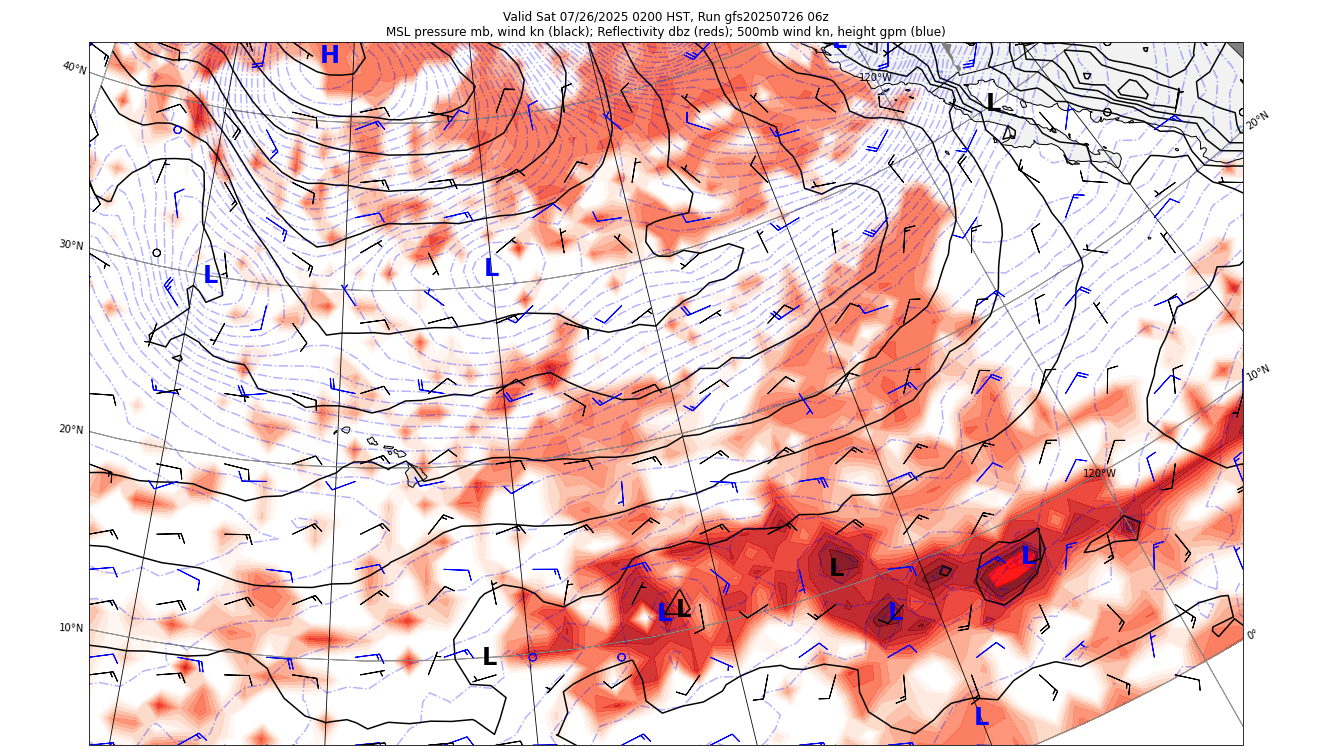 Valid Sat 07/26/2025 0200 HST, Run gfs20250726 06z
MSL pressure mb, wind kn (black); Reflectivity dbz (reds); 500mb wind kn, height gpm (blue)
H
L
40°N
120°W
L
20°N
30°N
L
L
10°N
20°N
120°W
L
L
L
L
L
10°N
0°
L
L